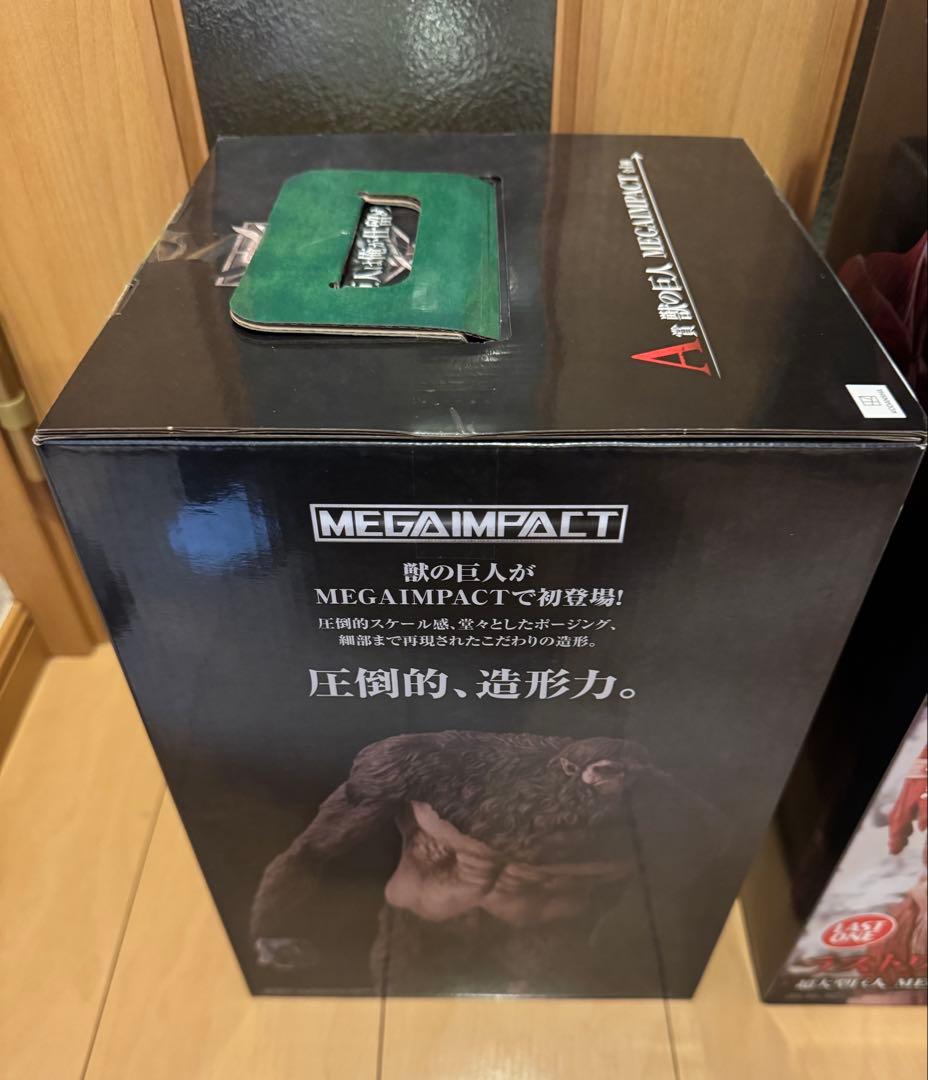 A賞 獣の巨人 MEGAIMPACT
MEGAIMPACT
獣の巨人が
MEGAIMPACTで初登場!
圧倒的スケール感、堂々としたポージング、
細部まで再現されたこだわりの造形。
圧倒的、造形力。
LAST
ONE